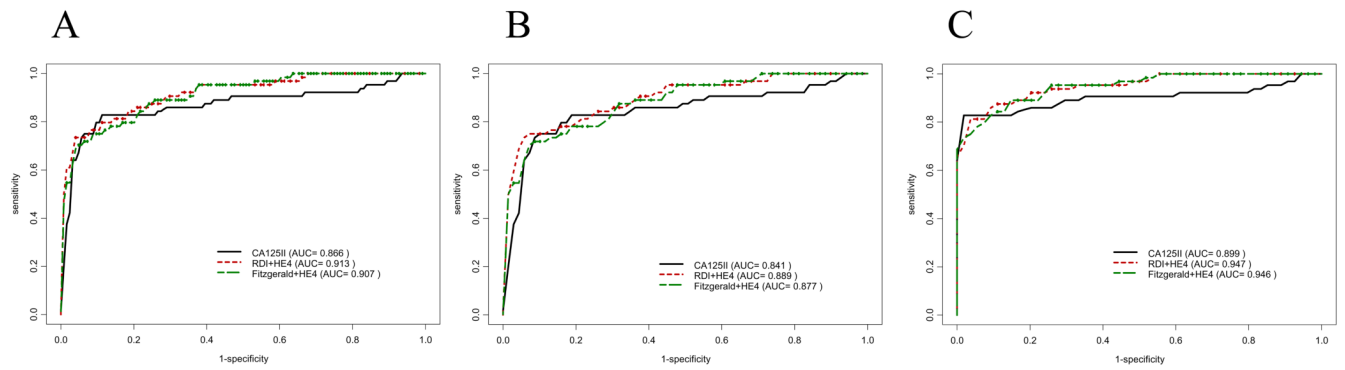 A
1.0
0.8
0.6
0.4
0.2
0.0
sensitivity
CA125II (AUC= 0.866 )
RDI+HE4 (AUC= 0.913 )
Fitzgerald+HE4 (AUC= 0.907 )
0.0 0.2 0.4 0.6 0.8 1.0
1-specificity
B
1.0
0.8
0.6
0.4
0.2
0.0
sensitivity
CA125II (AUC= 0.841 )
RDI+HE4 (AUC= 0.889 )
Fitzgerald+HE4 (AUC= 0.877 )
0.0 0.2 0.4 0.6 0.8 1.0
1-specificity
C
1.0
0.8
0.6
0.4
0.2
0.0
sensitivity
CA125II (AUC= 0.899 )
RDI+HE4 (AUC= 0.947 )
Fitzgerald+HE4 (AUC= 0.946 )
0.0 0.2 0.4 0.6 0.8 1.0
1-specificity